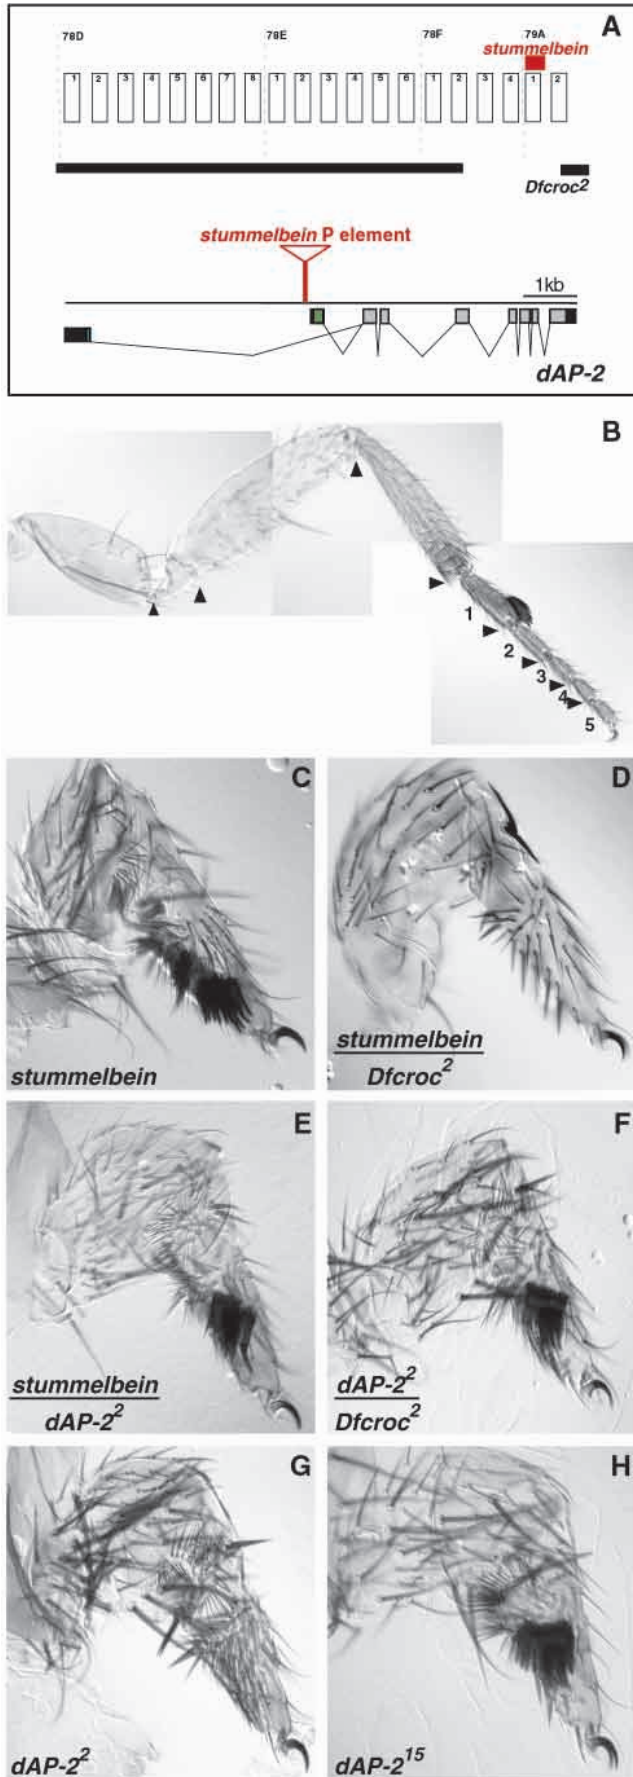 A
78D 78E 78F 79A
stummelbein
1 2 3 4 5 6 7 8 1 2 3 4 5 6 1 2 3 4 1 2
Dfcroc2
stummelbein P element
1kb
dAP-2
B
1
2
3
4
5
C
stummelbein
D
stummelbein
Dfcroc2
E
stummelbein
dAP-22
F
dAP-22
Dfcroc2
G
dAP-22
H
dAP-215